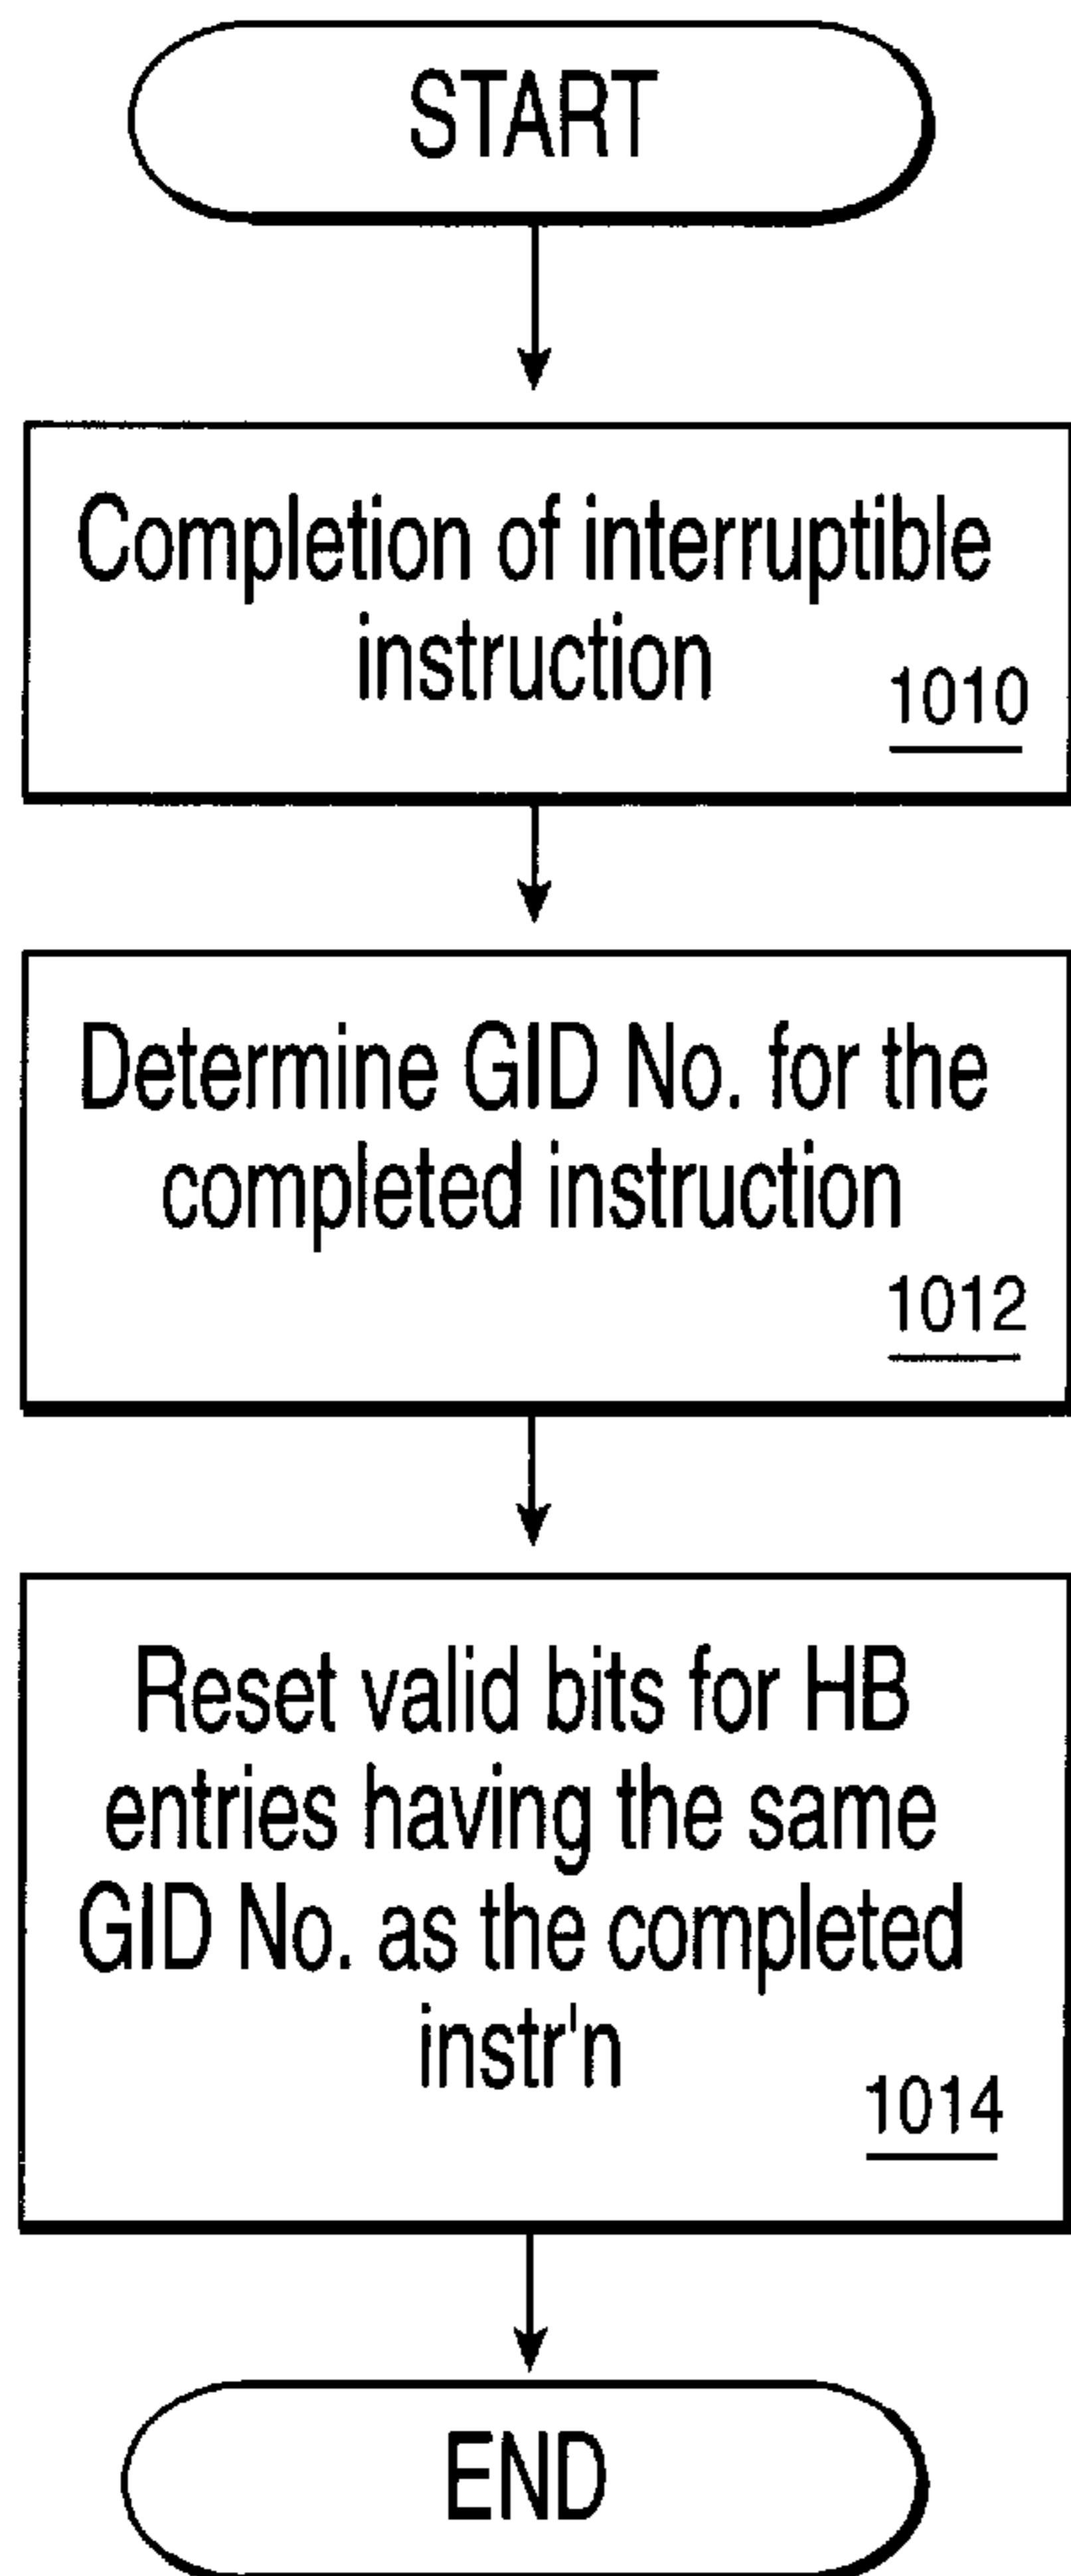 START
Completion of interruptible
instruction
1010
Determine GID No. for the
completed instruction
1012
Reset valid bits for HB
entries having the same
GID No. as the completed
instr'n
1014
END